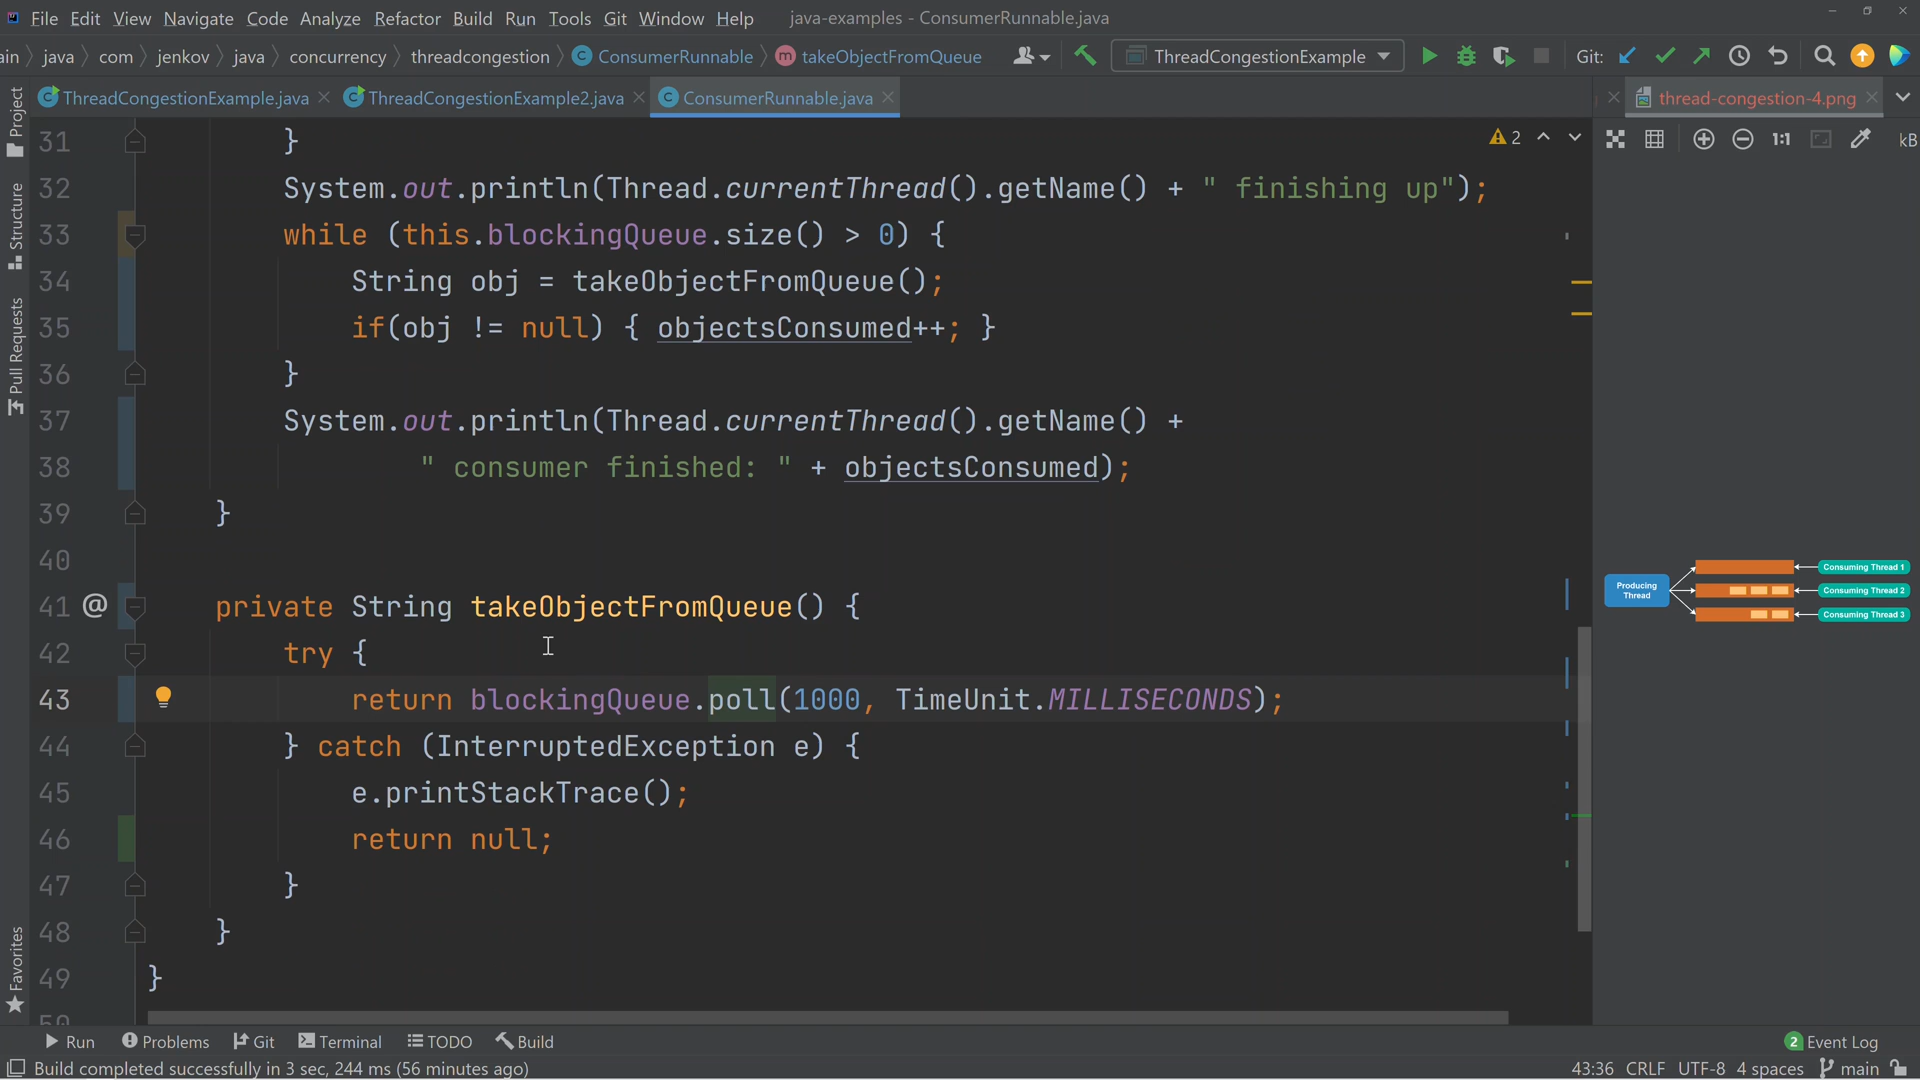 File Edit View Navigate Code Analyze Refactor Build Run Tools Git Window Help java-examples - ConsumerRunnable.java
ain java com jenkov java concurrency threadcongestion ConsumerRunnable takeObjectFromQueue ThreadCongestionExample Git:
ThreadCongestionExample.java ThreadCongestionExample2.java ConsumerRunnable.java thread-congestion-4.png
Project
Structure
Pull Requests
Favorites
2
1:1 kB
31 }
32 System.out.println(Thread.currentThread().getName() + " finishing up");
33 while (this.blockingQueue.size() > 0) {
34 String obj = takeObjectFromQueue();
35 if(obj != null) { objectsConsumed++; }
36 }
37 System.out.println(Thread.currentThread().getName() +
38 " consumer finished: " + objectsConsumed);
39 }
40
41 @ private String takeObjectFromQueue() {
42 try {
43 return blockingQueue.poll(1000, TimeUnit.MILLISECONDS);
44 } catch (InterruptedException e) {
45 e.printStackTrace();
46 return null;
47 }
48 }
49 }
50
Producing
Thread
Consuming Thread 1
Consuming Thread 2
Consuming Thread 3
Run Problems Git Terminal TODO Build 2 Event Log
Build completed successfully in 3 sec, 244 ms (56 minutes ago) 43:36 CRLF UTF-8 4 spaces main